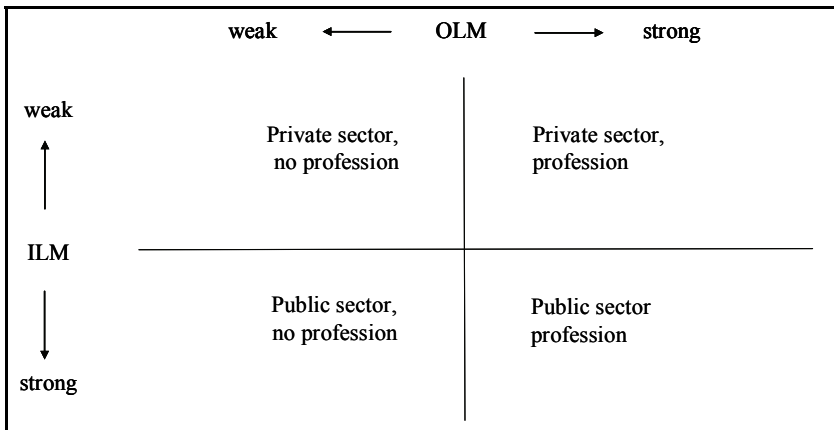 weak OLM strong
weak
Private sector,
no profession
Private sector,
profession
ILM
Public sector,
no profession
Public sector
profession
strong